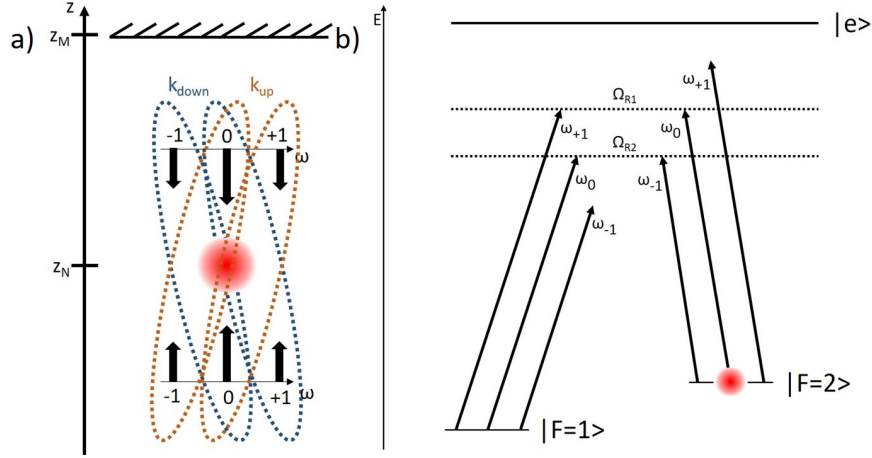 a)
z
z_M
k_down
k_up
-1
0
+1
ω
z_N
-1
0
+1
ω
b)
E
|e>
Ω_R1
Ω_R2
ω_+1
ω_0
ω_-1
ω_-1
ω_0
ω_+1
|F=1>
|F=2>